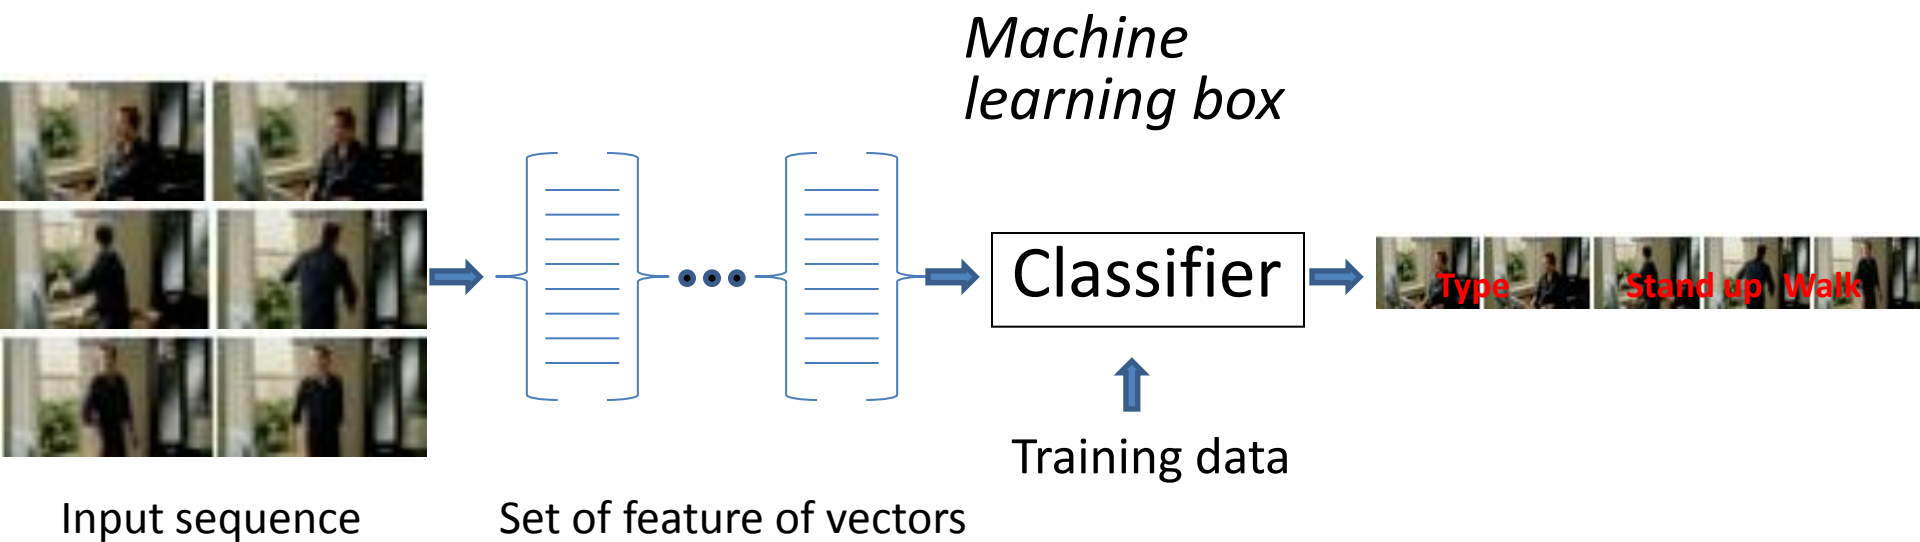 Machine
learning box
Classifier
Type
Stand up
Walk
Training data
Input sequence
Set of feature of vectors